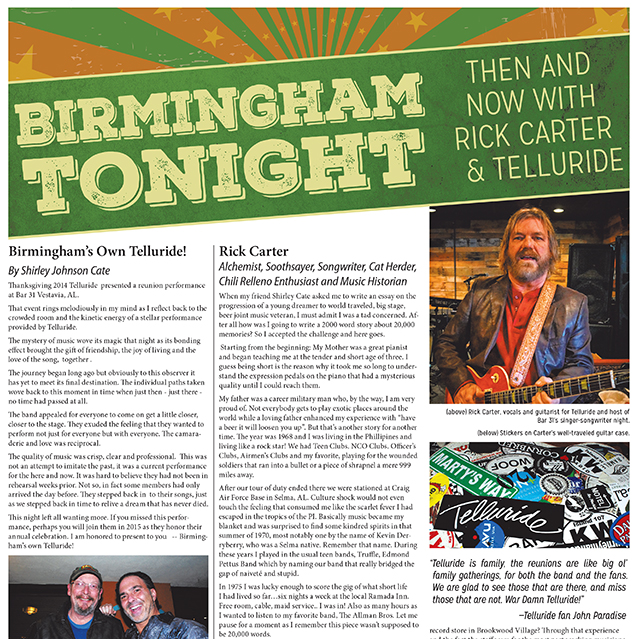 BIRMINGHAM
TONIGHT
THEN AND
NOW WITH
RICK CARTER
& TELLURIDE
Birmingham's Own Telluride!
By Shirley Johnson Cate
Thanksgiving 2014 Telluride presented a reunion performance
at Bar 31 Vestavia, AL.
That event rings melodiously in my mind as I reflect back to the
crowded room and the kinetic energy of a stellar performance
provided by Telluride.
The mystery of music wove its magic that night as its bonding
effect brought the gift of friendship, the joy of living and the
love of the song, together .
The journey began long ago but obviously to this observer it
has yet to meet its final destination. The individual paths taken
wove back to this moment in time when just then - just there -
no time had passed at all.
The band appealed for everyone to come on get a little closer,
closer to the stage. They exuded the feeling that they wanted to
perform not just for everyone but with everyone. The camara-
derie and love was reciprocal.
The quality of music was crisp, clear and professional. This was
not an attempt to imitate the past, it was a current performance
for the here and now. It was hard to believe they had not been in
rehearsal weeks prior. Not so, in fact some members had only
arrived the day before. They stepped back in to their songs, just
as we stepped back in time to relive a dream that has never died.
This night left all wanting more. If you missed this perfor-
mance, perhaps you will join them in 2015 as they honor their
annual celebration. I am honored to present to you -- Birming-
ham's own Telluride!
Rick Carter
Alchemist, Soothsayer, Songwriter, Cat Herder,
Chili Relleno Enthusiast and Music Historian
When my friend Shirley Cate asked me to write an essay on the
progression of a young dreamer to world traveled, big stage,
beer joint music veteran, I must admit I was a tad concerned. Af-
ter all how was I going to write a 2000 word story about 20,000
memories? So I accepted the challenge and here goes.
Starting from the beginning: My Mother was a great pianist
and began teaching me at the tender and short age of three. I
guess being short is the reason why it took me so long to under-
stand the expression pedals on the piano that had a mysterious
quality until I could reach them.
My father was a career military man who, by the way, I am very
proud of. Not everybody gets to play exotic places around the
world while a loving father enhanced my experience with "have
a beer it will loosen you up". But that's another story for another
time. The year was 1968 and I was living in the Phillipines and
living like a rock star! We had Teen Clubs, NCO Clubs, Officer's
Clubs, Airmen's Clubs and my favorite, playing for the wounded
soldiers that ran into a bullet or a piece of shrapnel a mere 999
miles away.
After our tour of duty ended there we were stationed at Craig
Air Force Base in Selma, AL. Culture shock would not even
touch the feeling that consumed me like the scarlet fever I had
escaped in the tropics of the PI. Basically music became my
blanket and was surprised to find some kindred spirits in that
summer of 1970, most notably one by the name of Kevin Der-
ryberry, who was a Selma native. Remember that name. During
these years I played in the usual teen bands, Truffle, Edmond
Pettus Band which by naming our band that really bridged the
gap of naiveté and stupid.
In 1975 I was lucky enough to score the gig of what short life
I had lived so far…six nights a week at the local Ramada Inn.
Free room, cable, maid service.. I was in! Also as many hours as
I wanted to listen to my favorite band, The Allman Bros. Let me
pause for a moment as I remember this piece wasn't supposed to
be 20,000 words.
(above) Rick Carter, vocals and guitarist for Telluride and host of
Bar 31's singer-songwriter night.
(below) Stickers on Carter's well-traveled guitar case.
MARTY'S
Telluride
"Telluride is family, the reunions are like big ol'
family gatherings, for both the band and the fans.
We are glad to see those that are there, and miss
those that are not. War Damn Telluride!"
–Telluride fan John Paradise
record store in Brookwood Village? Through that experience